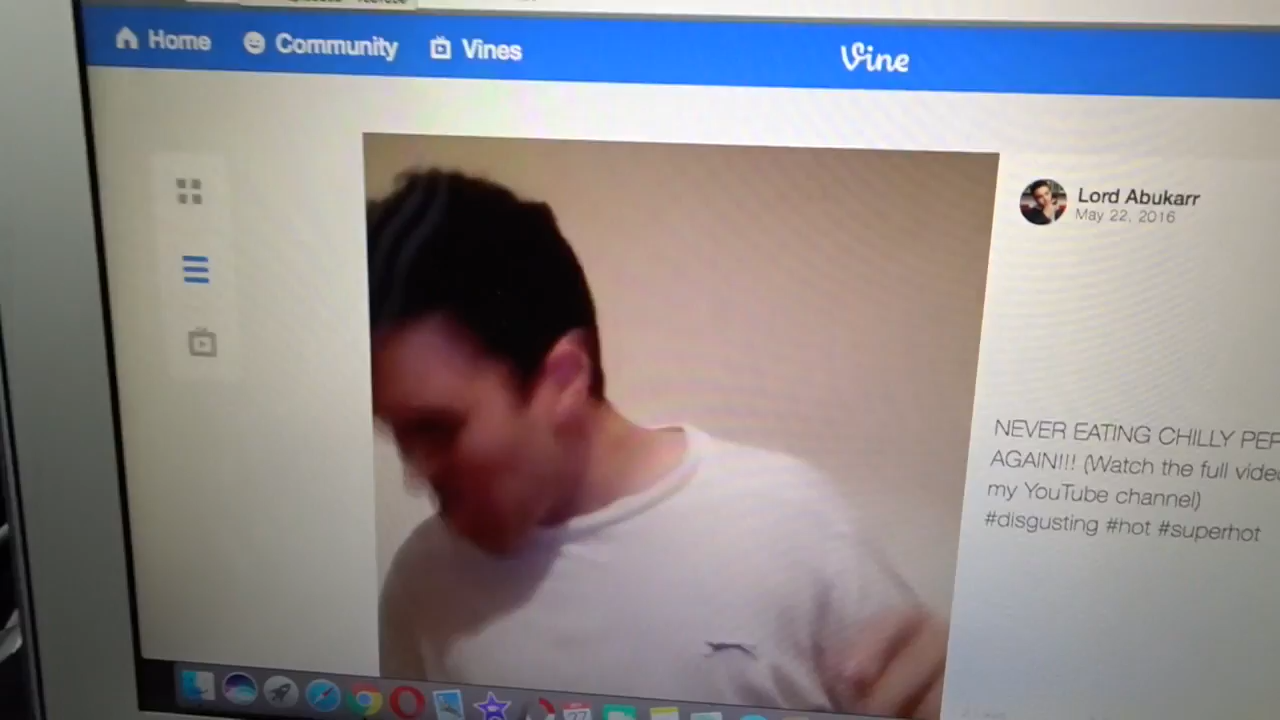 Home Community Vines Vine
Lord Abukarr
May 22, 2016
NEVER EATING CHILLY
AGAIN!!! (Watch the full
my YouTube channel)
#disgusting #hot #superhot